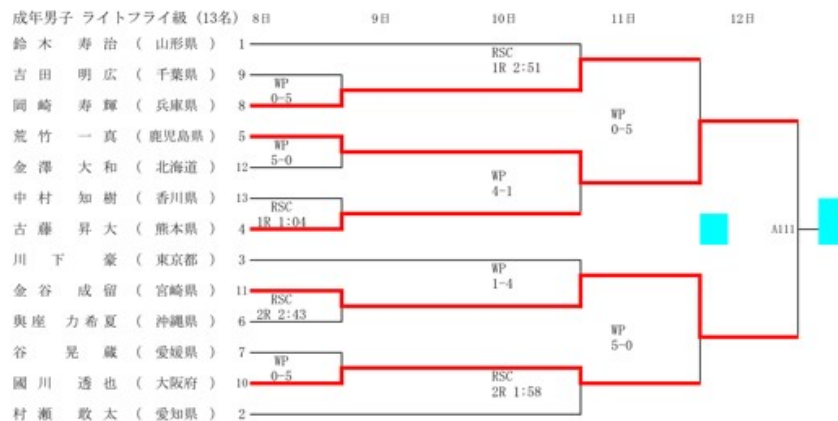 成年男子 ライトフライ級 (13名) 8日 9日 10日 11日 12日
鈴木 寿治 ( 山形県 ) 1
RSC
1R 2:51
吉田 明広 ( 千葉県 ) 9
WP
0-5
岡崎 寿輝 ( 兵庫県 ) 8
WP
0-5
荒竹 一真 ( 鹿児島県 ) 5
WP
5-0
金澤 大和 ( 北海道 ) 12
WP
4-1
中村 知樹 ( 香川県 ) 13
RSC
1R 1:04
古藤 昇大 ( 熊本県 ) 4
A111
川下 豪 ( 東京都 ) 3
WP
1-4
金谷 成留 ( 宮崎県 ) 11
RSC
2R 2:43
與座 力希夏 ( 沖縄県 ) 6
WP
5-0
谷 晃蔵 ( 愛媛県 ) 7
WP
0-5
國川 透也 ( 大阪府 ) 10
RSC
2R 1:58
村瀬 敢太 ( 愛知県 ) 2